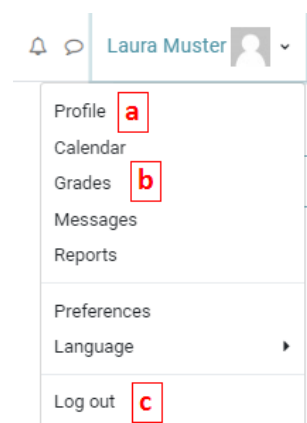 Laura Muster
Profile a
Calendar
Grades b
Messages
Reports
Preferences
Language
Log out c